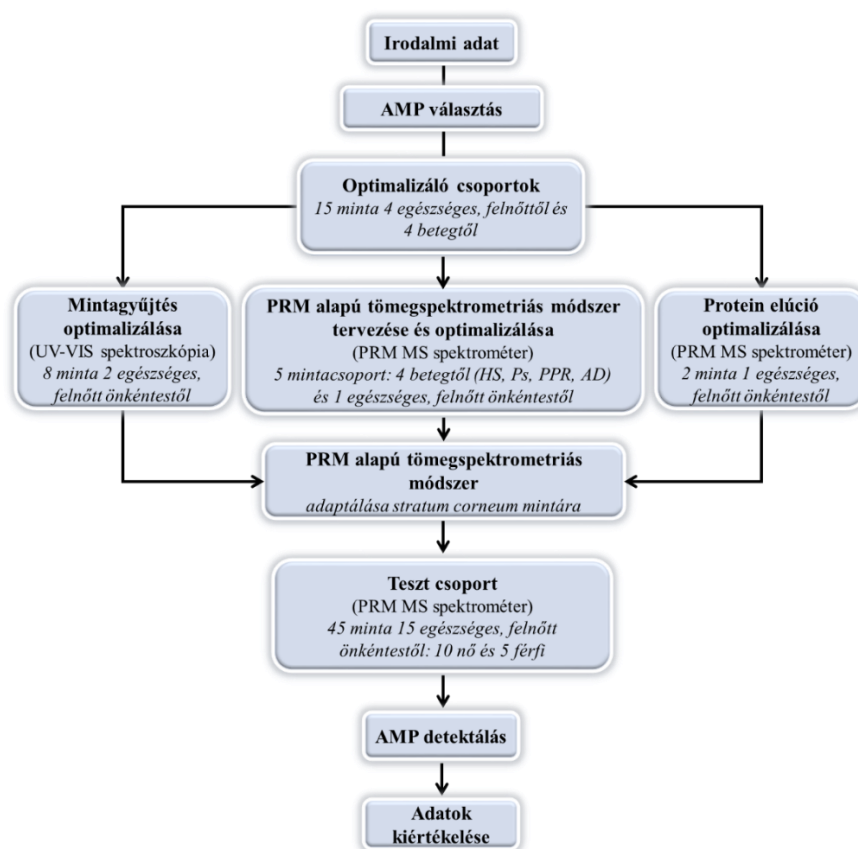 Irodalmi adat
AMP választás
Optimalizáló csoportok
15 minta 4 egészséges, felnőttől és
4 betegtől
Mintagyűjtés
optimalizálása
(UV-VIS spektroszkópia)
8 minta 2 egészséges,
felnőtt önkéntestől
PRM alapú tömegspektrometriás módszer
tervezése és optimalizálása
(PRM MS spektrométer)
5 mintacsoport: 4 betegtől (HS, Ps, PPR, AD)
és 1 egészséges, felnőtt önkéntestől
Protein elúció
optimalizálása
(PRM MS spektrométer)
2 minta 1 egészséges,
felnőtt önkéntestől
PRM alapú tömegspektrometriás
módszer
adaptálása stratum corneum mintára
Teszt csoport
(PRM MS spektrométer)
45 minta 15 egészséges, felnőtt
önkéntestől: 10 nő és 5 férfi
AMP detektálás
Adatok
kiértékelése